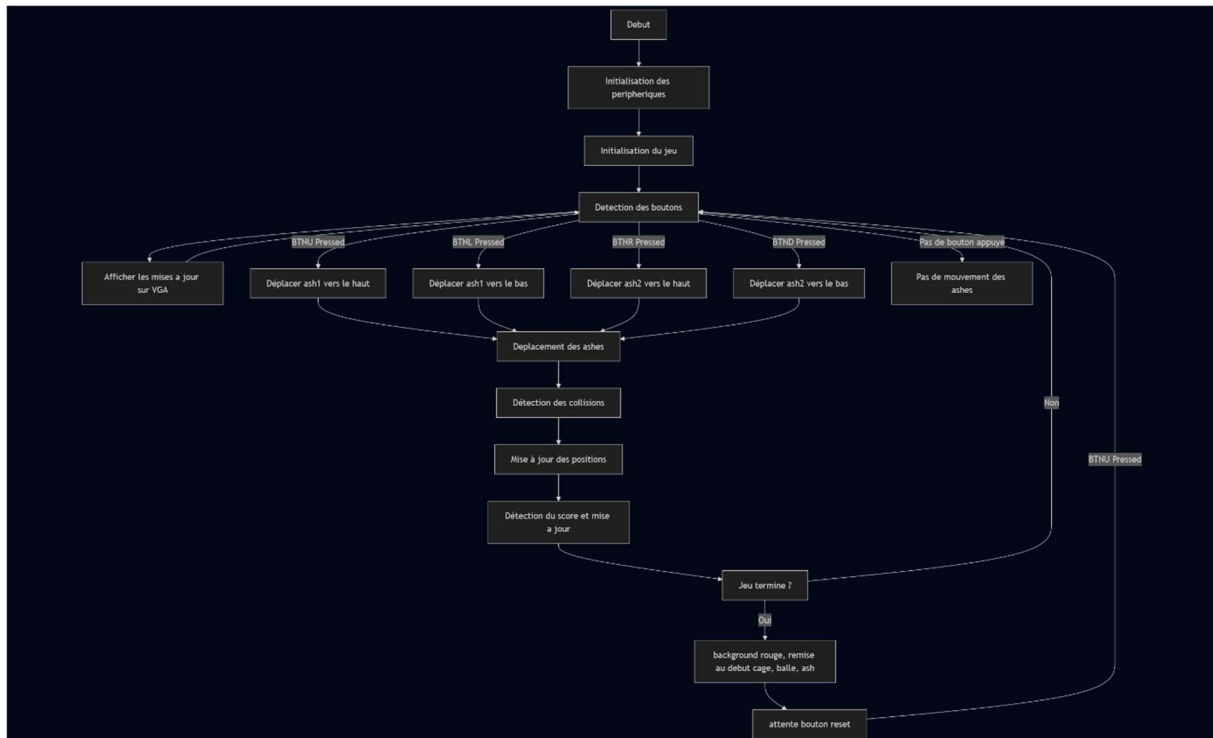 Debut
Initialisation des
peripheriques
Initialisation du jeu
Detection des boutons
BTNU Pressed
BTNL Pressed
BTNR Pressed
BTND Pressed
Pas de bouton appuye
Afficher les mises a jour
sur VGA
Déplacer ash1 vers le haut
Déplacer ash1 vers le bas
Déplacer ash2 vers le haut
Déplacer ash2 vers le bas
Pas de mouvement des
ashes
Deplacement des ashes
Détection des collisions
Non
Mise à jour des positions
BTNU Pressed
Détection du score et mise
a jour
Jeu termine ?
Oui
background rouge, remise
au debut cage, balle, ash
attente bouton reset